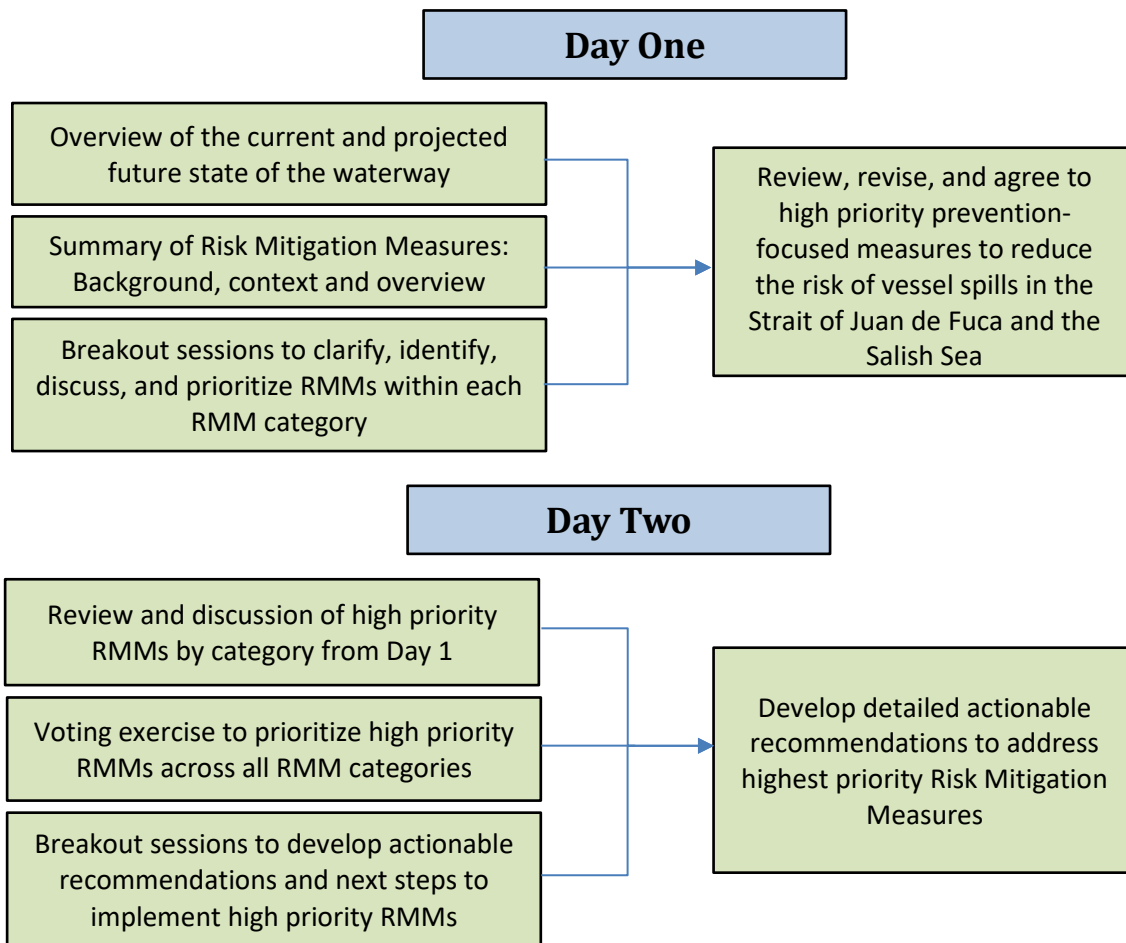 Day One
Overview of the current and projected
future state of the waterway
Summary of Risk Mitigation Measures:
Background, context and overview
Breakout sessions to clarify, identify,
discuss, and prioritize RMMs within each
RMM category
Review, revise, and agree to
high priority prevention-
focused measures to reduce
the risk of vessel spills in the
Strait of Juan de Fuca and the
Salish Sea
Day Two
Review and discussion of high priority
RMMs by category from Day 1
Voting exercise to prioritize high priority
RMMs across all RMM categories
Breakout sessions to develop actionable
recommendations and next steps to
implement high priority RMMs
Develop detailed actionable
recommendations to address
highest priority Risk Mitigation
Measures